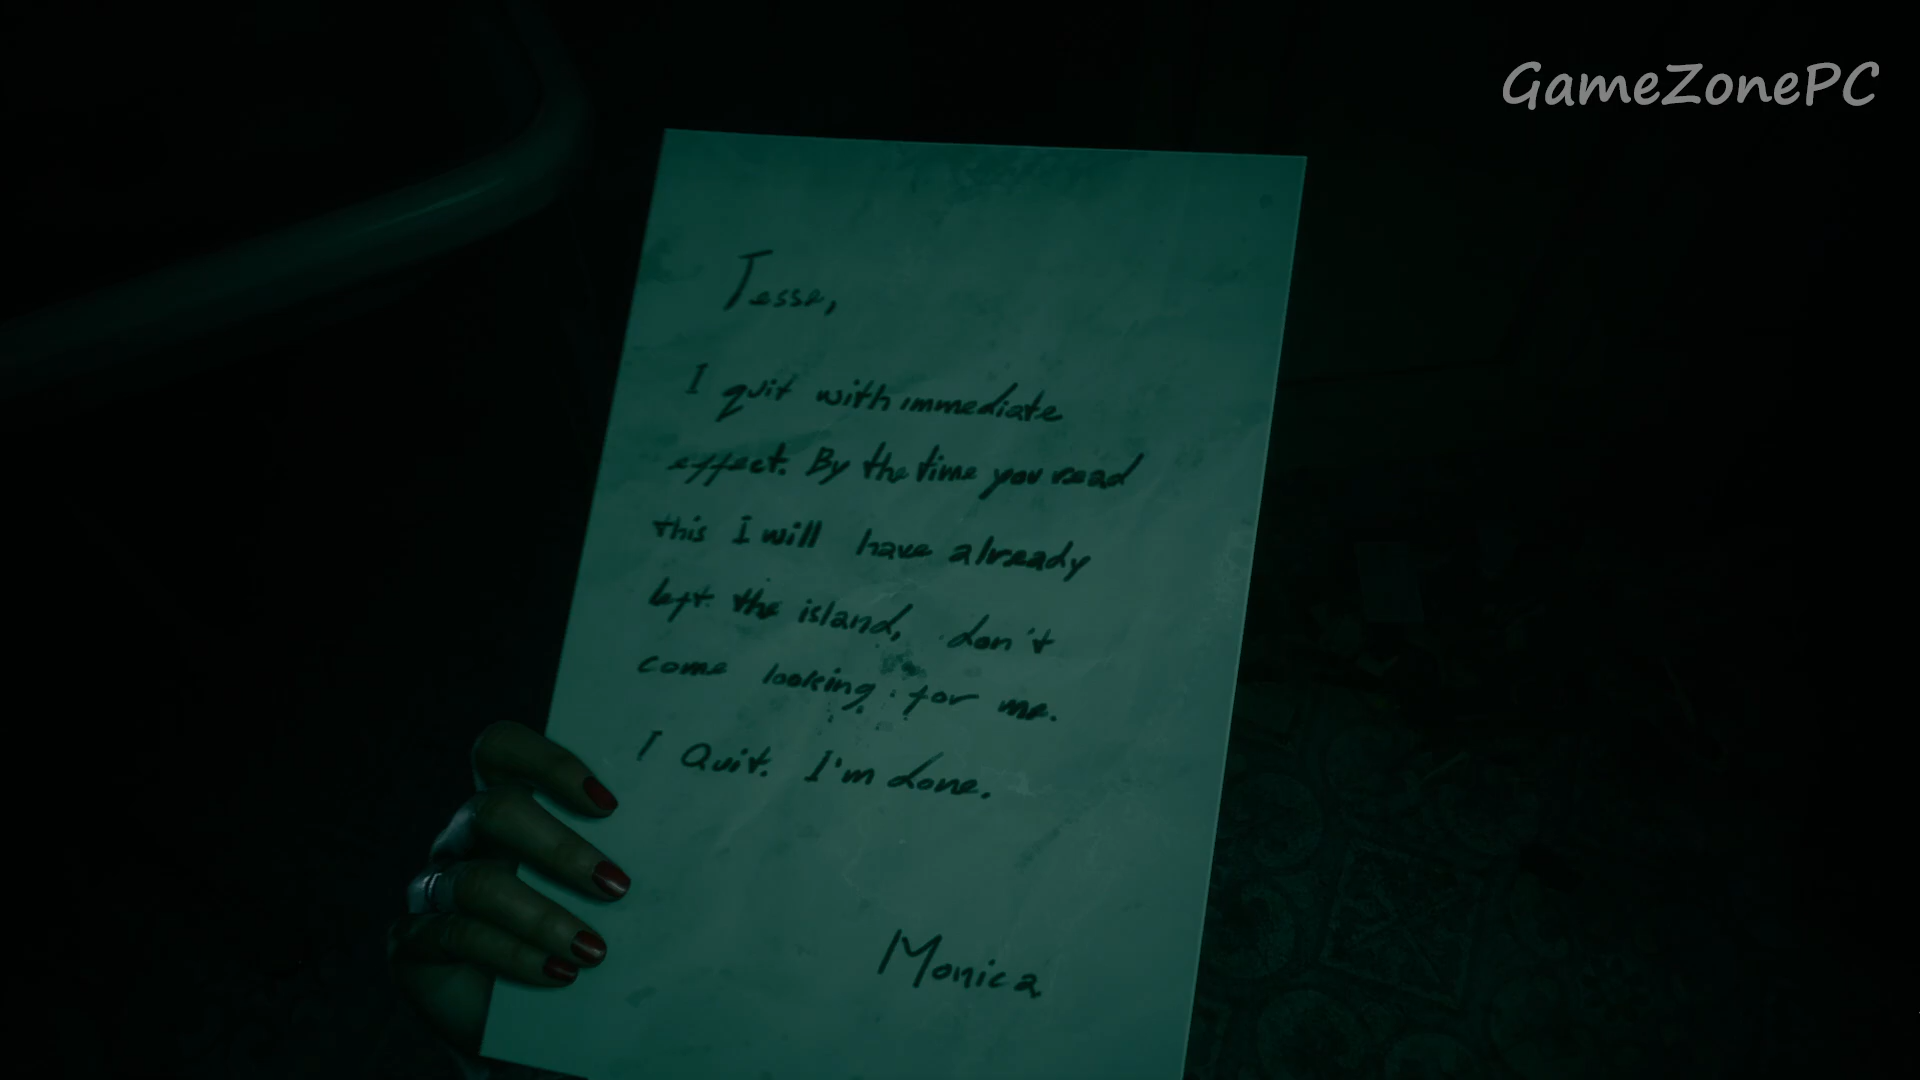 GameZonePC
Jesse,
I quit with immediate
effect. By the time you read
this I will have already
left the island, don't
come looking for me.
I Quit. I'm done.
Monica